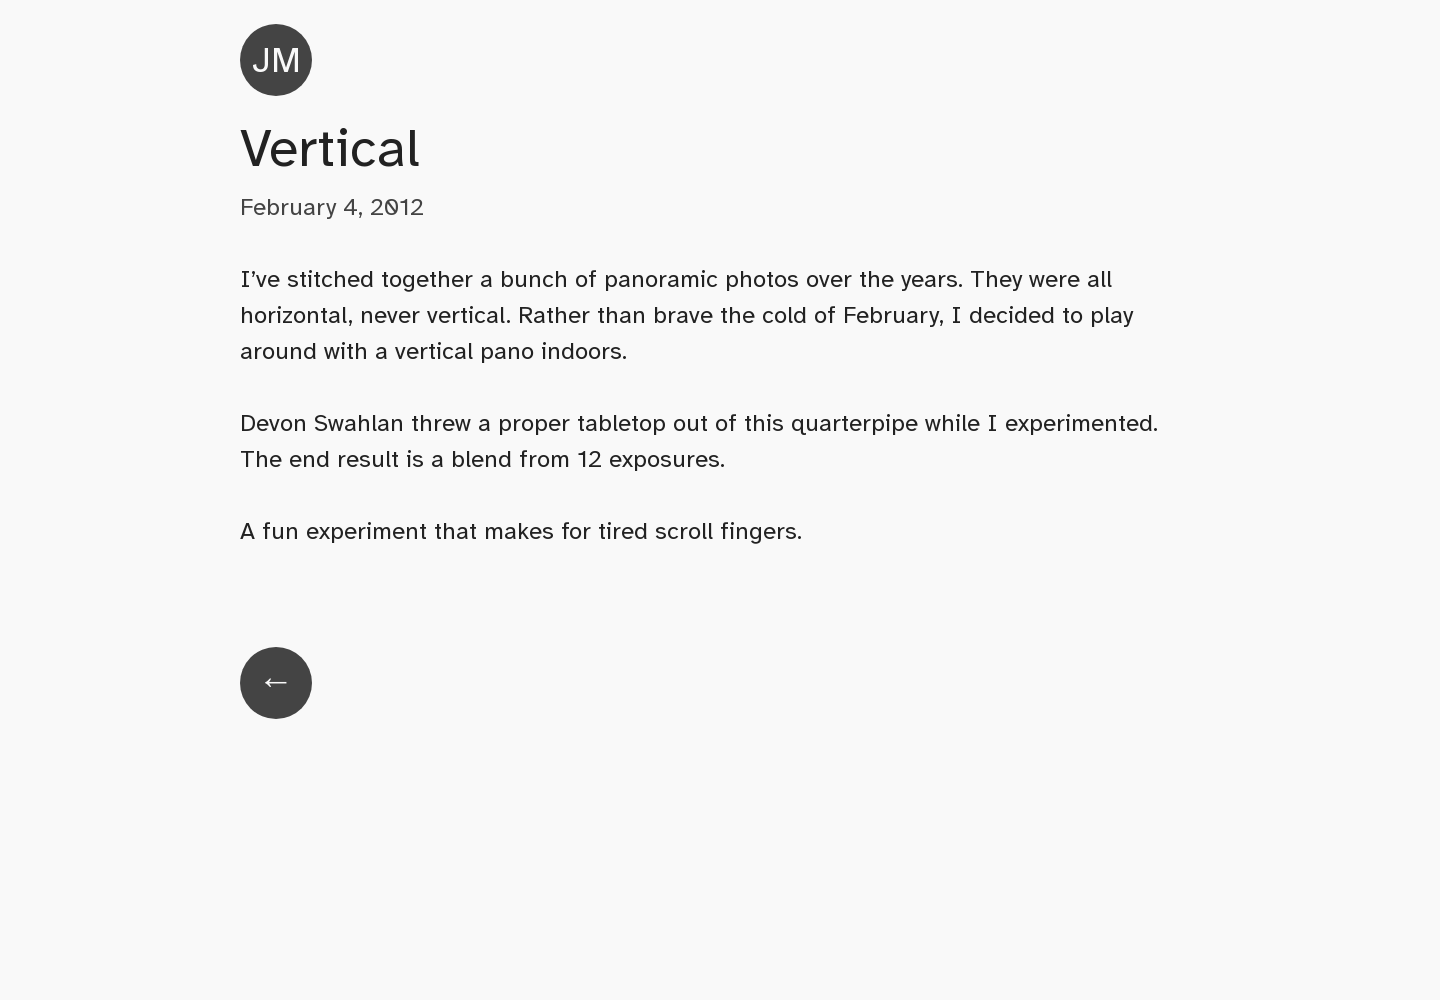 JM
Vertical
February 4, 2012
I’ve stitched together a bunch of panoramic photos over the years. They were all
horizontal, never vertical. Rather than brave the cold of February, I decided to play
around with a vertical pano indoors.
Devon Swahlan threw a proper tabletop out of this quarterpipe while I experimented.
The end result is a blend from 12 exposures.
A fun experiment that makes for tired scroll fingers.
←